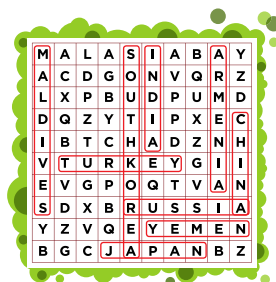 M A L A S I A B A Y
A C D G O N V Q R Z
L X P B U D P U M D
D Q Z Y T I P X E C
I B T C H A D Z N H
V T U R K E Y G I I
E V G P O Q T V A N
S D X B R U S S I A
Y Z V Q E Y E M E N
B G C J A P A N B Z